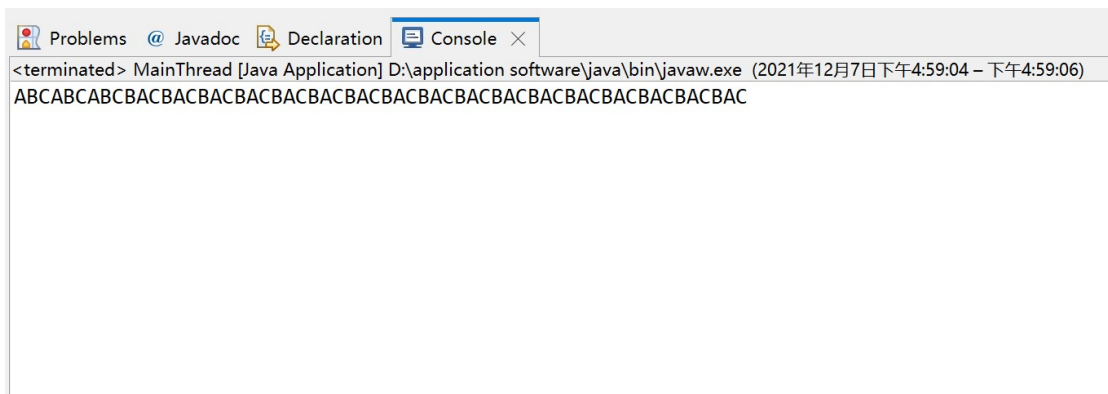 Problems @ Javadoc Declaration Console
<terminated> MainThread [Java Application] D:\application software\java\bin\javaw.exe (2021年12月7日下午4:59:04 – 下午4:59:06)
ABCABCABCBACBACBACBACBACBACBACBACBACBACBACBACBACBACBACBACBAC